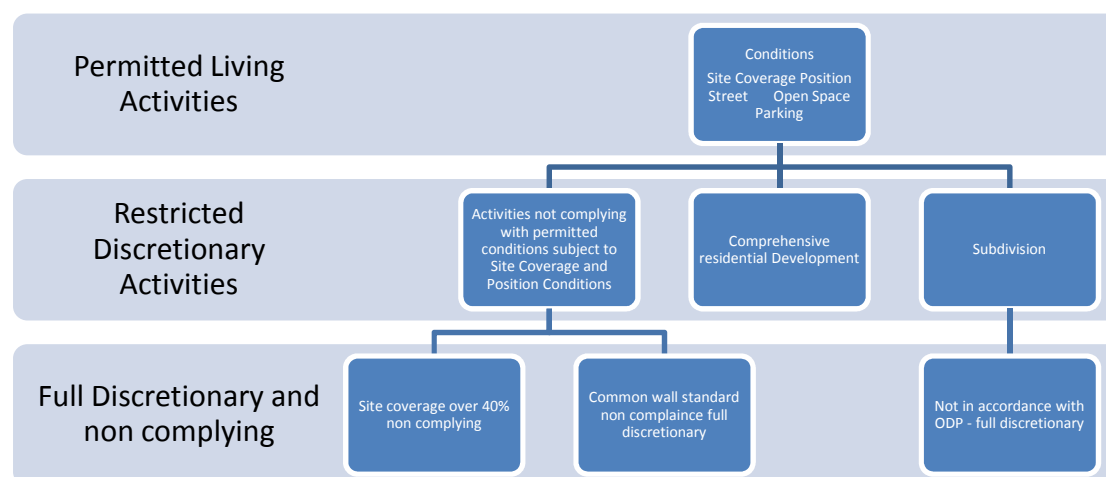 Permitted Living
Activities
Conditions
Site Coverage Position
Street Open Space
Parking
Restricted
Discretionary
Activities
Activities not complying
with permitted
conditions subject to
Site Coverage and
Position Conditions
Comprehensive
residential Development
Subdivision
Full Discretionary and
non complying
Site coverage over 40%
non complying
Common wall standard
non complaince full
discretionary
Not in accordance with
ODP - full discretionary